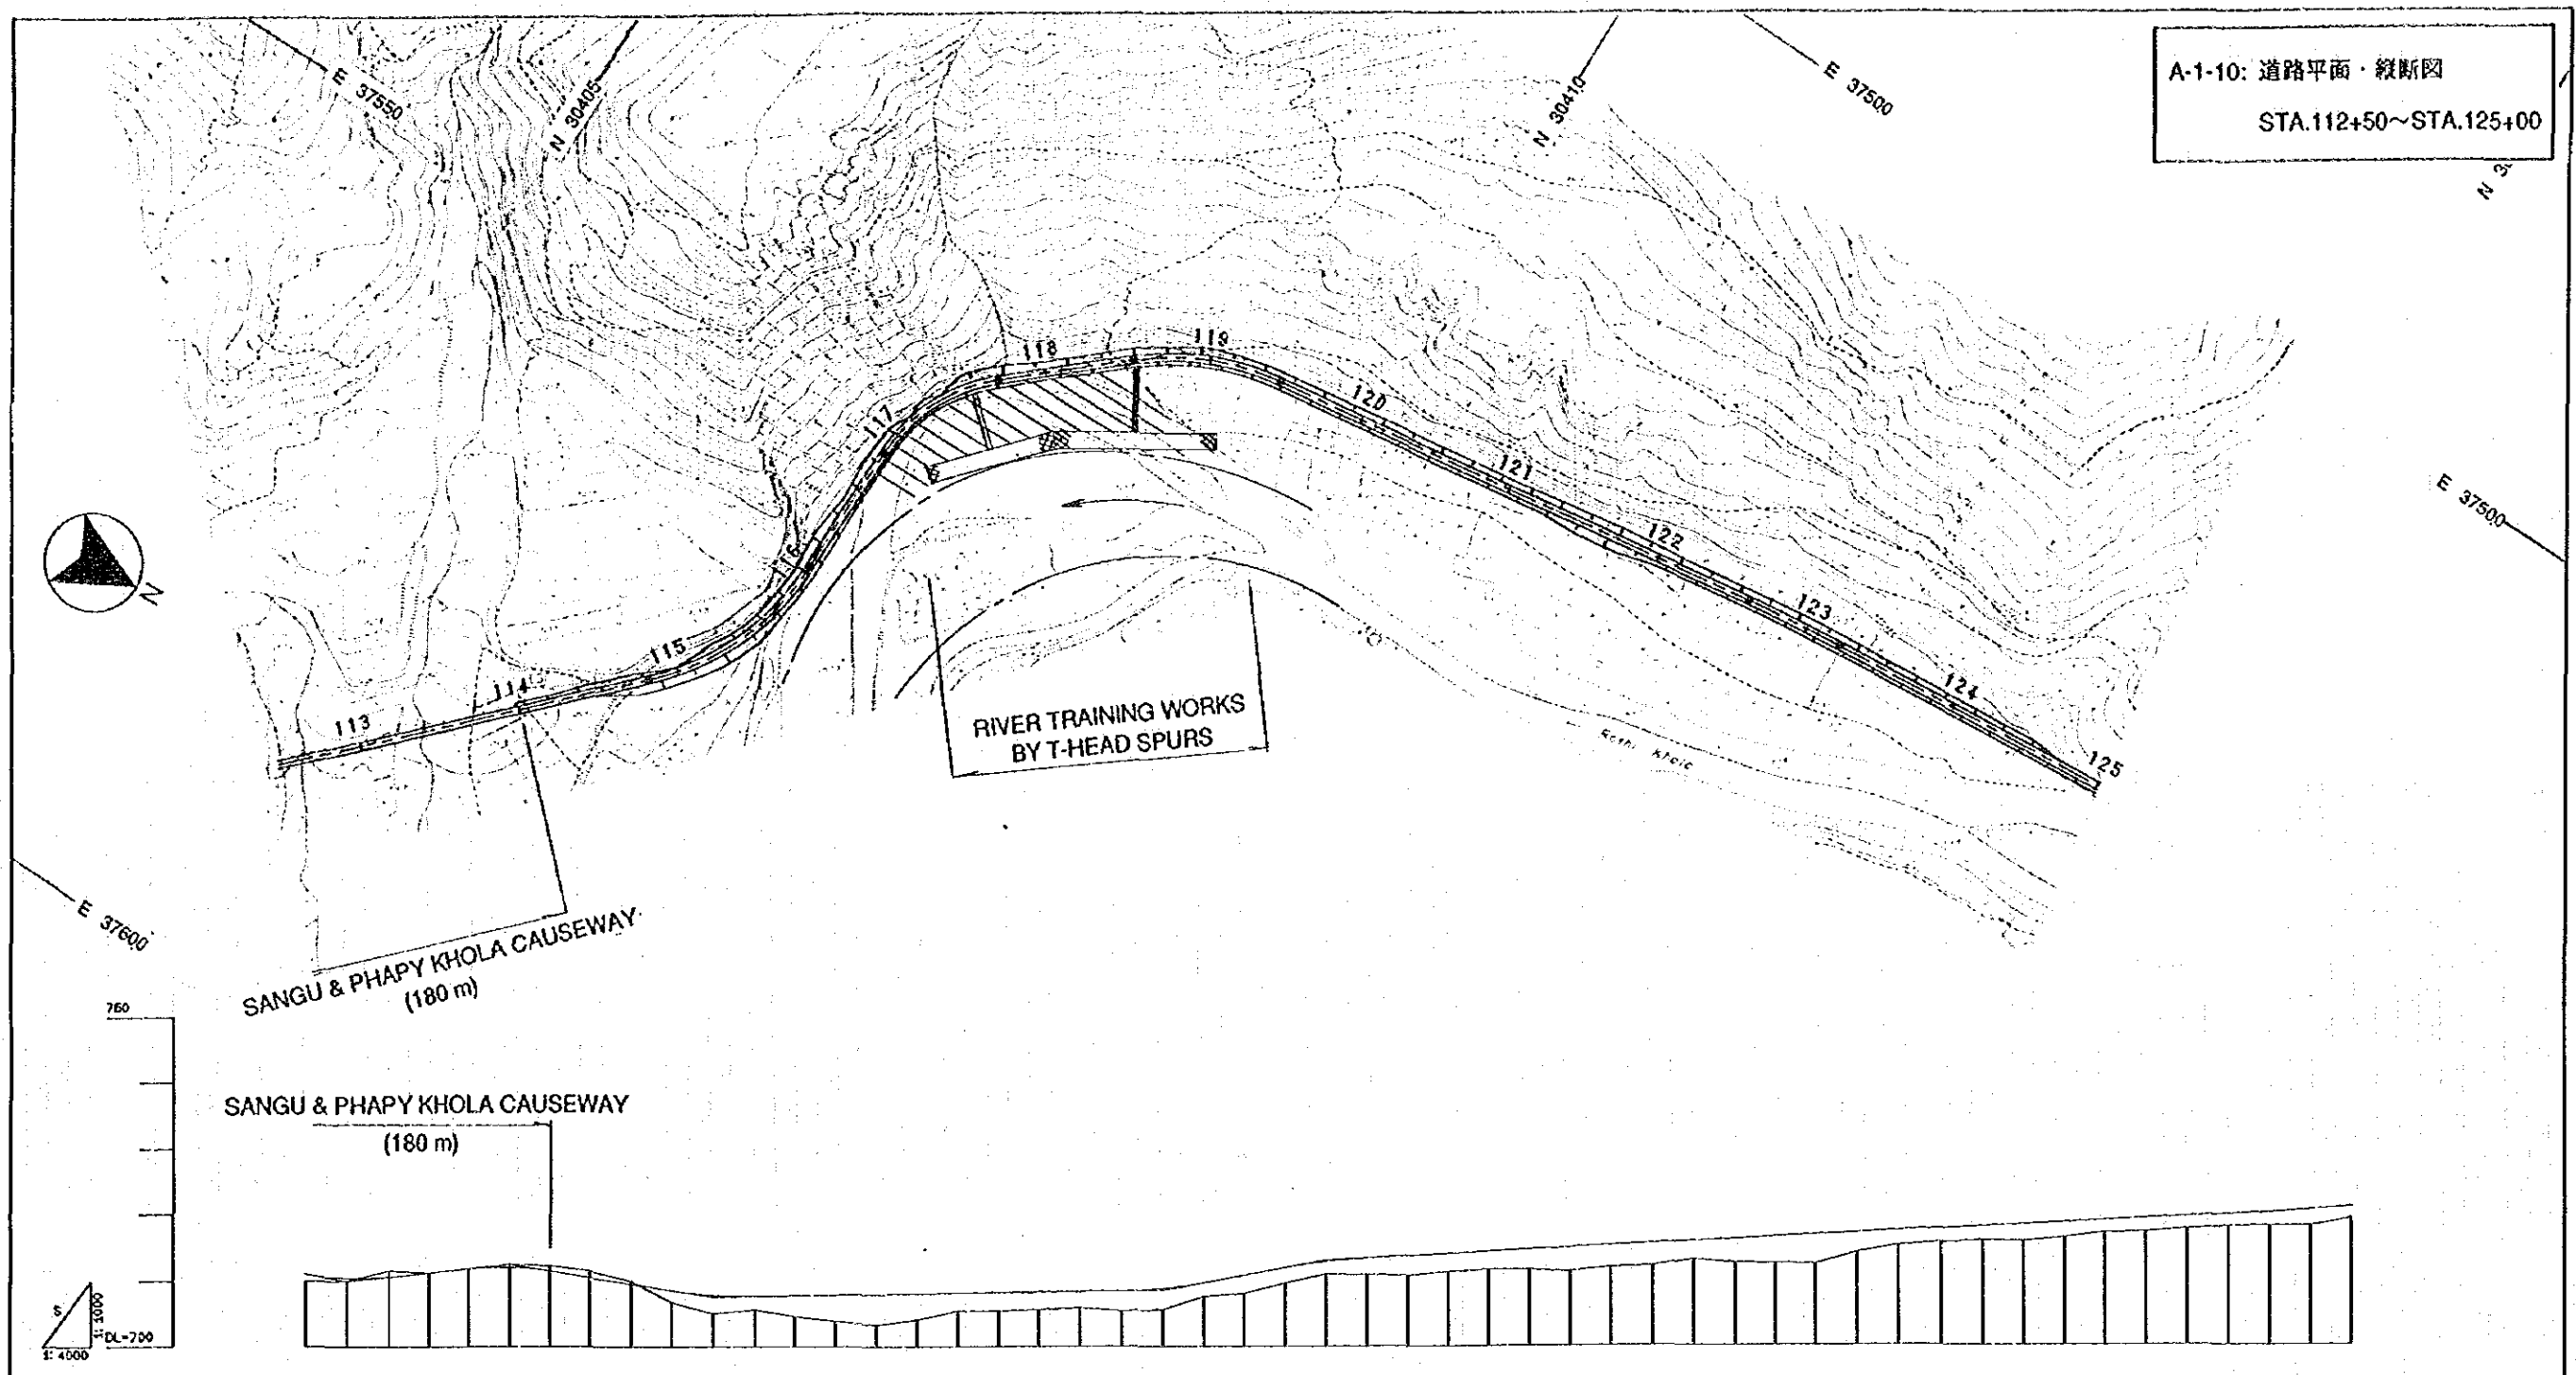 A-1-10: 道路平面・縦断図
STA.112+50~STA.125+00
E 37550
N 30405
N 30410
E 37500
E 37500
E 37600
N
113
114
115
116
117
118
119
120
121
122
123
124
125
RIVER TRAINING WORKS
BY T-HEAD SPURS
SANGU & PHAPY KHOLA CAUSEWAY
(180 m)
SANGU & PHAPY KHOLA CAUSEWAY
(180 m)
750
DL=700
S
1: 1000
1: 4000